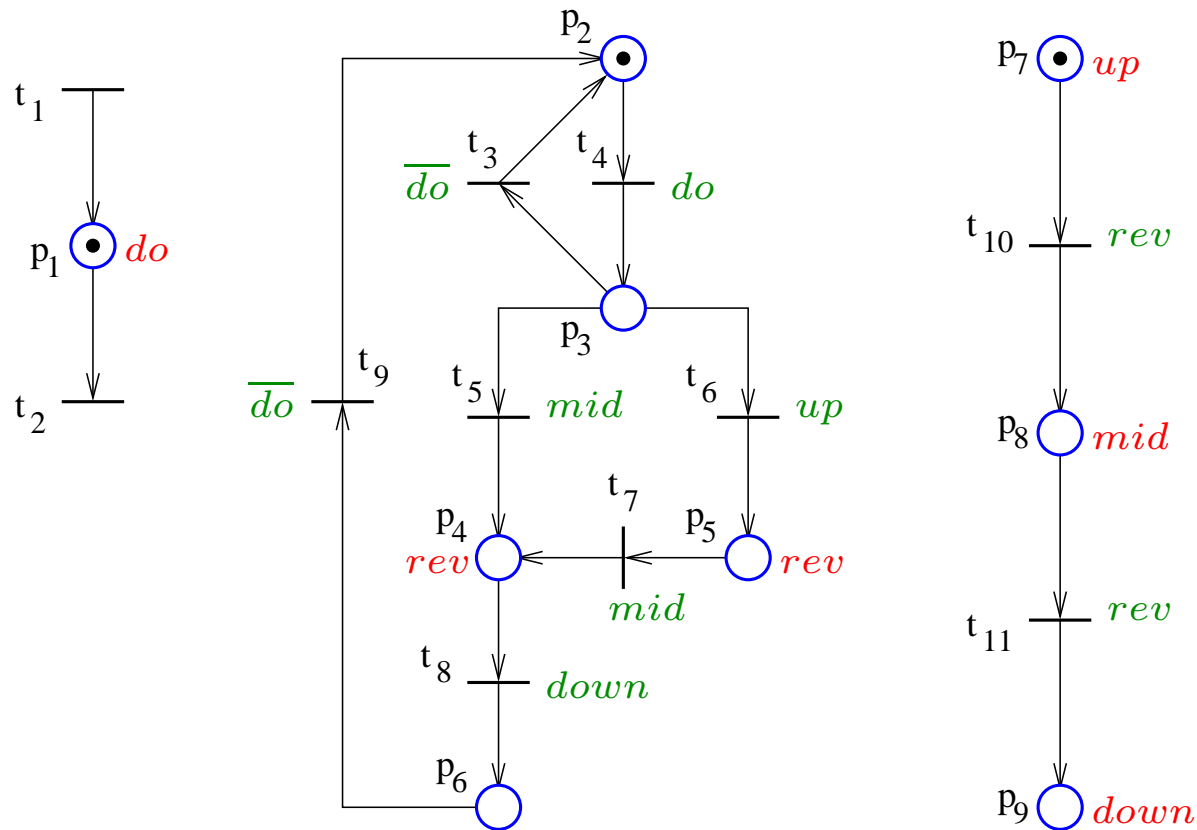 p2
p7 up
t1
t3 t4
do do
t10 rev
p1 do
p3
t9 t5 t6
do mid up
t2
p8 mid
t7
p4 p5
rev rev
mid
t11 rev
t8 down
p6
p9 down